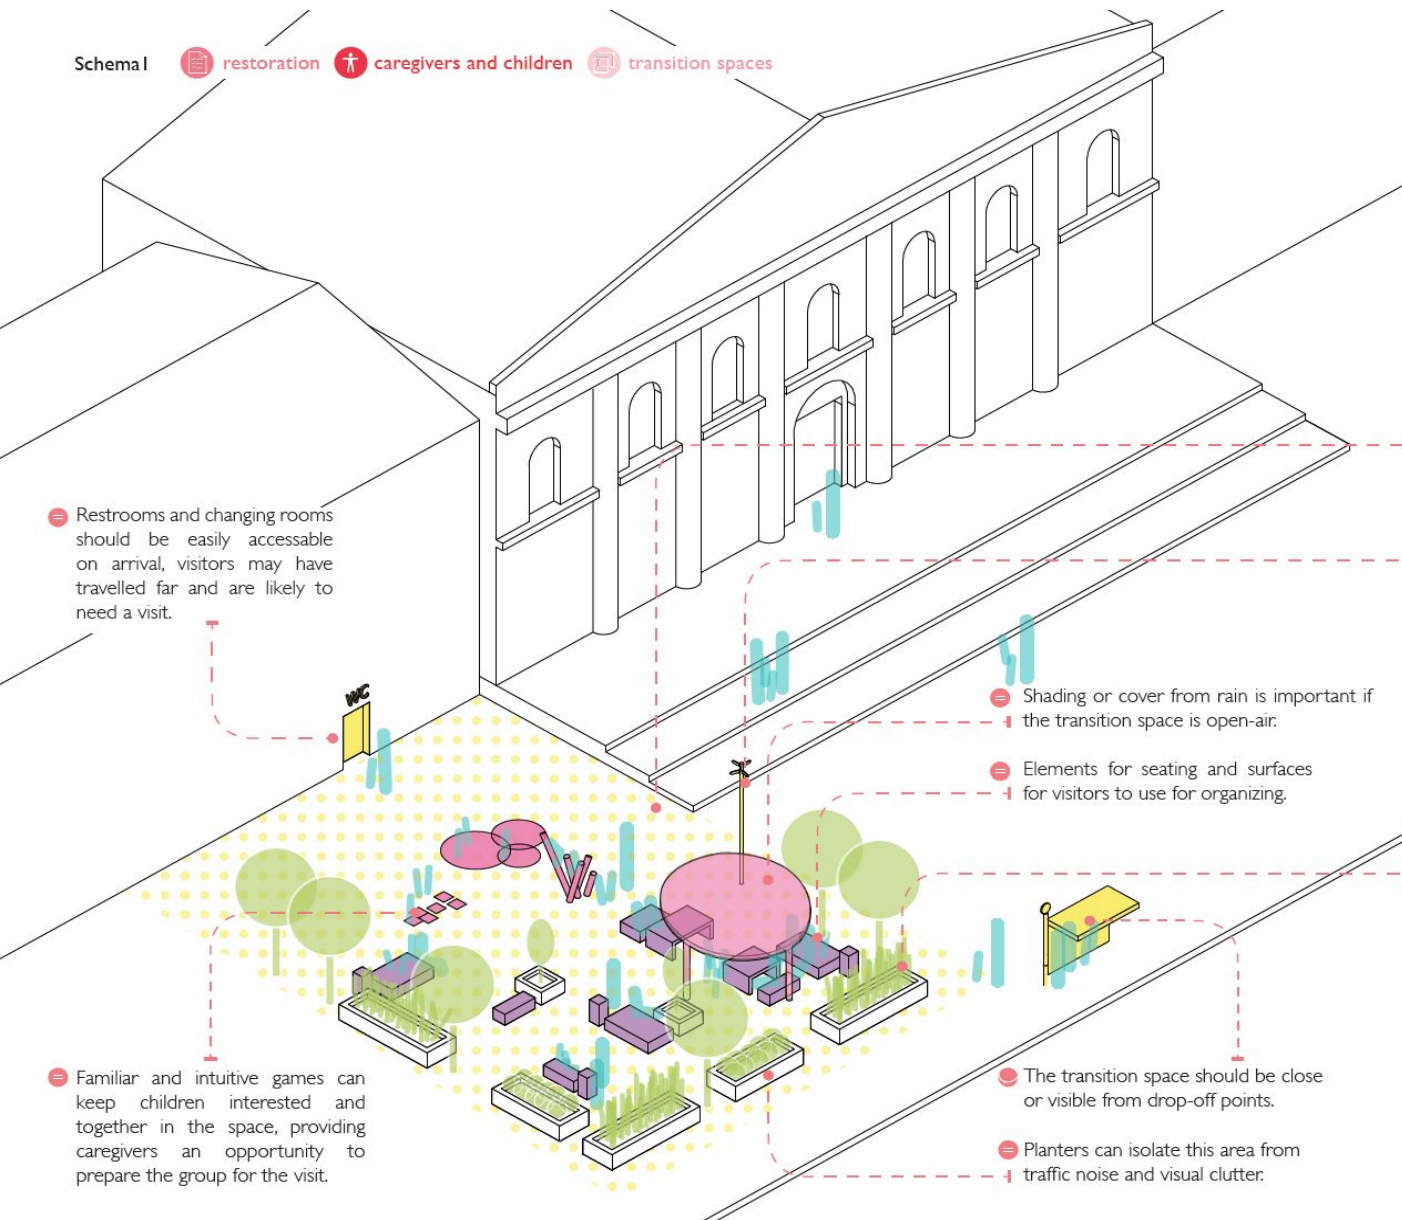 Schema1 restoration caregivers and children transition spaces
Restrooms and changing rooms
should be easily accessable
on arrival, visitors may have
travelled far and are likely to
need a visit.
WC
Shading or cover from rain is important if
the transition space is open-air.
Elements for seating and surfaces
for visitors to use for organizing.
Familiar and intuitive games can
keep children interested and
together in the space, providing
caregivers an opportunity to
prepare the group for the visit.
The transition space should be close
or visible from drop-off points.
Planters can isolate this area from
traffic noise and visual clutter.